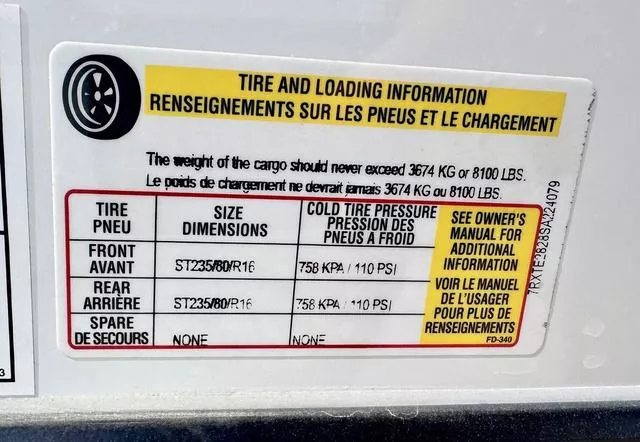 TIRE AND LOADING INFORMATION
RENSEIGNEMENTS SUR LES PNEUS ET LE CHARGEMENT
The weight of the cargo should never exceed 3674 KG or 8100 LBS.
Le poids de chargement ne devrait jamais 3674 KG ou 8100 LBS.
TIRE PNEU SIZE DIMENSIONS COLD TIRE PRESSURE PRESSION DES PNEUS A FROID
FRONT AVANT ST235/80/R16 758 KPA / 110 PSI
REAR ARRIÈRE ST235/80/R16 758 KPA / 110 PSI
SPARE DE SECOURS NONE NONE
SEE OWNER'S
MANUAL FOR
ADDITIONAL
INFORMATION
VOIR LE MANUEL
DE L'USAGER
POUR PLUS DE
RENSEIGNEMENTS
FD-340
3